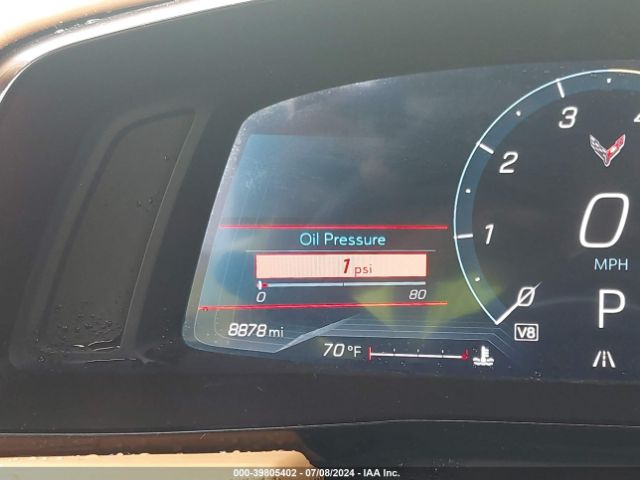 3
4
2
1
0
MPH
Oil Pressure
1 psi
0 80
8878 mi
0
V8
P
70 °F
000-39805402 - 07/08/2024 - IAA Inc.